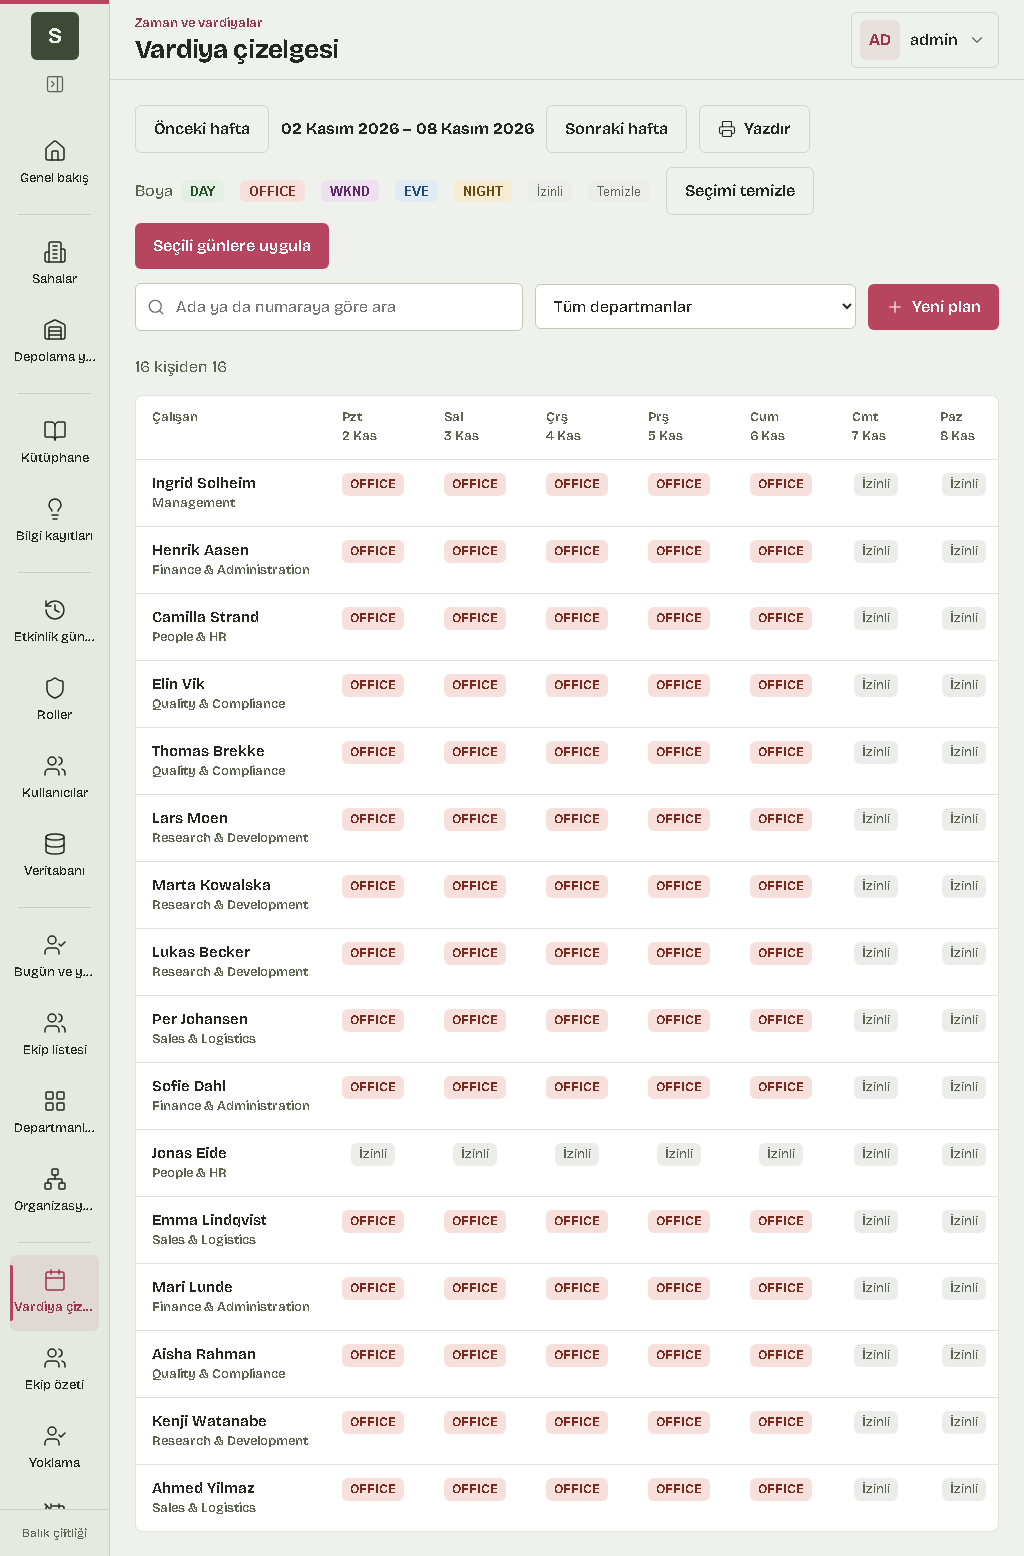 S
Genel bakış
Sahalar
Depolama y...
Kütüphane
Bilgi kayıtları
Etkinlik gün...
Roller
Kullanıcılar
Veritabanı
Bugün ve y...
Ekip listesi
Departmanl...
Organizasy...
Vardiya çiz...
Ekip özeti
Yoklama
Balık çiftliği
Zaman ve vardiyalar
Vardiya çizelgesi
AD admin
Önceki hafta 02 Kasım 2026 – 08 Kasım 2026 Sonraki hafta Yazdır
Boya DAY OFFICE WKND EVE NIGHT İzinli Temizle Seçimi temizle
Seçili günlere uygula
Ada ya da numaraya göre ara Tüm departmanlar Yeni plan
16 kişiden 16
Çalışan Pzt Sal Çrş Prş Cum Cmt Paz
2 Kas 3 Kas 4 Kas 5 Kas 6 Kas 7 Kas 8 Kas
Ingrid Solheim OFFICE OFFICE OFFICE OFFICE OFFICE İzinli İzinli
Management
Henrik Aasen OFFICE OFFICE OFFICE OFFICE OFFICE İzinli İzinli
Finance & Administration
Camilla Strand OFFICE OFFICE OFFICE OFFICE OFFICE İzinli İzinli
People & HR
Elin Vik OFFICE OFFICE OFFICE OFFICE OFFICE İzinli İzinli
Quality & Compliance
Thomas Brekke OFFICE OFFICE OFFICE OFFICE OFFICE İzinli İzinli
Quality & Compliance
Lars Moen OFFICE OFFICE OFFICE OFFICE OFFICE İzinli İzinli
Research & Development
Marta Kowalska OFFICE OFFICE OFFICE OFFICE OFFICE İzinli İzinli
Research & Development
Lukas Becker OFFICE OFFICE OFFICE OFFICE OFFICE İzinli İzinli
Research & Development
Per Johansen OFFICE OFFICE OFFICE OFFICE OFFICE İzinli İzinli
Sales & Logistics
Sofie Dahl OFFICE OFFICE OFFICE OFFICE OFFICE İzinli İzinli
Finance & Administration
Jonas Eide İzinli İzinli İzinli İzinli İzinli İzinli İzinli
People & HR
Emma Lindqvist OFFICE OFFICE OFFICE OFFICE OFFICE İzinli İzinli
Sales & Logistics
Mari Lunde OFFICE OFFICE OFFICE OFFICE OFFICE İzinli İzinli
Finance & Administration
Aisha Rahman OFFICE OFFICE OFFICE OFFICE OFFICE İzinli İzinli
Quality & Compliance
Kenji Watanabe OFFICE OFFICE OFFICE OFFICE OFFICE İzinli İzinli
Research & Development
Ahmed Yilmaz OFFICE OFFICE OFFICE OFFICE OFFICE İzinli İzinli
Sales & Logistics